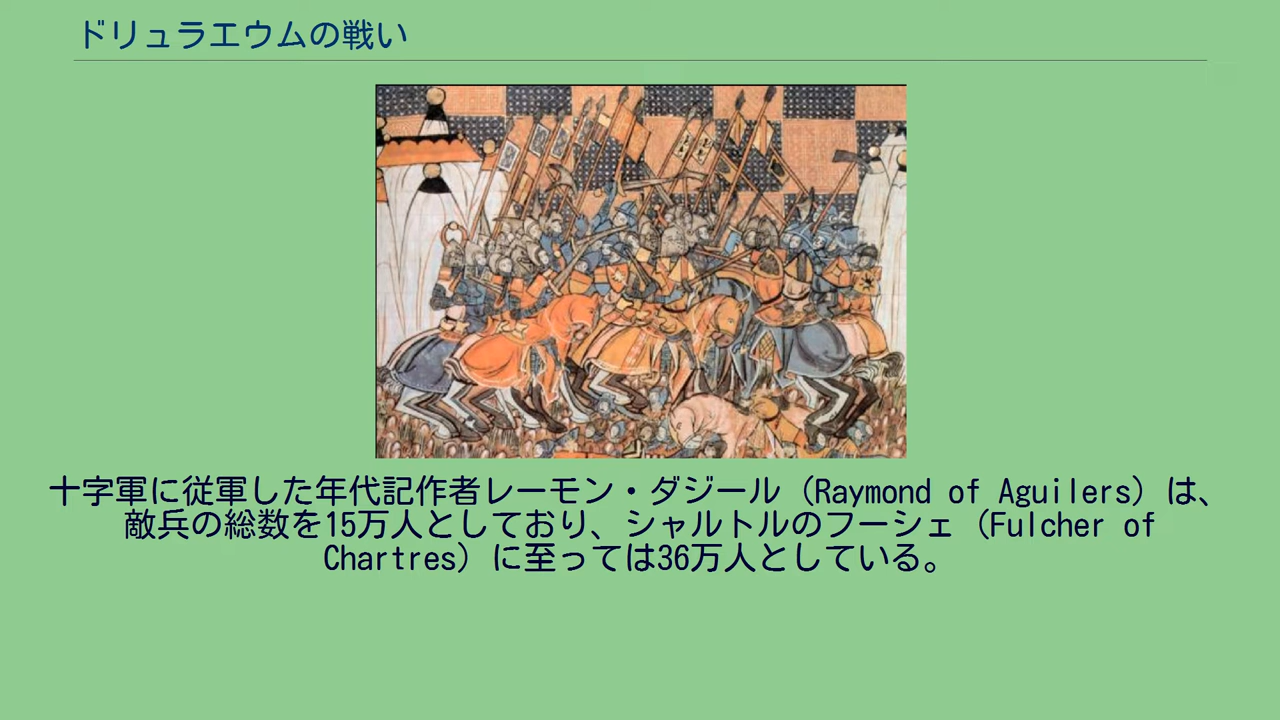 ドリュラエウムの戦い
十字軍に従軍した年代記作者レーモン・ダジール（Raymond of Aguilers）は、
敵兵の総数を15万人としており、シャルトルのフーシェ（Fulcher of
Chartres）に至っては36万人としている。